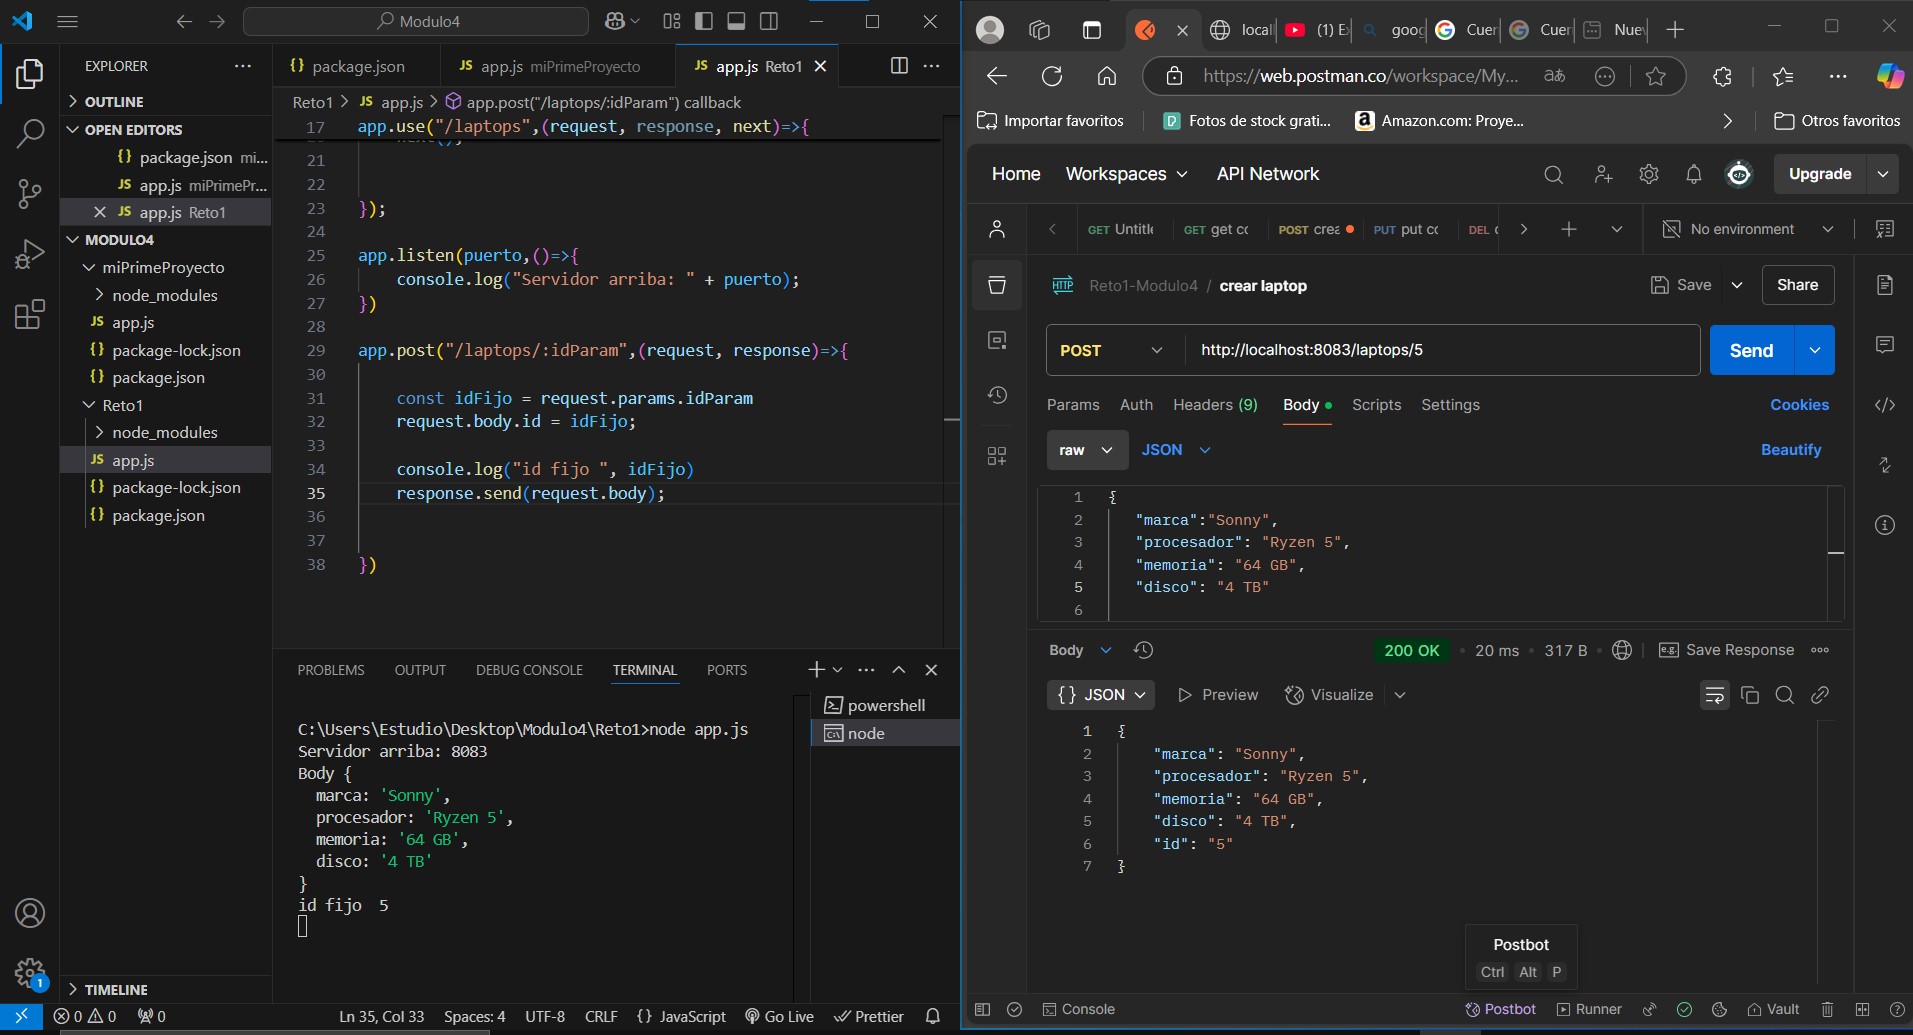 Modulo4
EXPLORER
OUTLINE
OPEN EDITORS
{} package.json mi...
JS app.js miPrimePr...
JS app.js Reto1
MODULO4
miPrimeProyecto
node_modules
JS app.js
{} package-lock.json
{} package.json
Reto1
node_modules
JS app.js
{} package-lock.json
{} package.json
TIMELINE
{} package.json
JS app.js miPrimeProyecto
JS app.js Reto1
Reto1 > JS app.js > app.post("/laptops/:idParam") callback
17 app.use("/laptops",(request, response, next)=>{
21
22
23 });
24
25 app.listen(puerto,()=>{
26 console.log("Servidor arriba: " + puerto);
27 })
28
29 app.post("/laptops/:idParam",(request, response)=>{
30
31 const idFijo = request.params.idParam
32 request.body.id = idFijo;
33
34 console.log("id fijo ", idFijo)
35 response.send(request.body);
36
37
38 })
PROBLEMS OUTPUT DEBUG CONSOLE TERMINAL PORTS
powershell
node
C:\Users\Estudio\Desktop\Modulo4\Reto1>node app.js
Servidor arriba: 8083
Body {
marca: 'Sonny',
procesador: 'Ryzen 5',
memoria: '64 GB',
disco: '4 TB'
}
id fijo  5
1
0 0 0 Ln 35, Col 33 Spaces: 4 UTF-8 CRLF {} JavaScript Go Live Prettier
locall (1) E goog Cuer Cuer Nuev
https://web.postman.co/workspace/My...
Importar favoritos Fotos de stock grati... Amazon.com: Proye... Otros favoritos
Home Workspaces API Network Upgrade
GET Untitle GET get cc POST crea PUT put cc DEL No environment
HTTP Reto1-Modulo4 / crear laptop Save Share
POST http://localhost:8083/laptops/5 Send
Params Auth Headers (9) Body Scripts Settings Cookies
raw JSON Beautify
1 {
2 "marca":"Sonny",
3 "procesador": "Ryzen 5",
4 "memoria": "64 GB",
5 "disco": "4 TB"
6
Body 200 OK 20 ms 317 B e.g. Save Response
{} JSON Preview Visualize
1 {
2 "marca": "Sonny",
3 "procesador": "Ryzen 5",
4 "memoria": "64 GB",
5 "disco": "4 TB",
6 "id": "5"
7 }
Postbot
Ctrl Alt P
Console Postbot Runner Vault